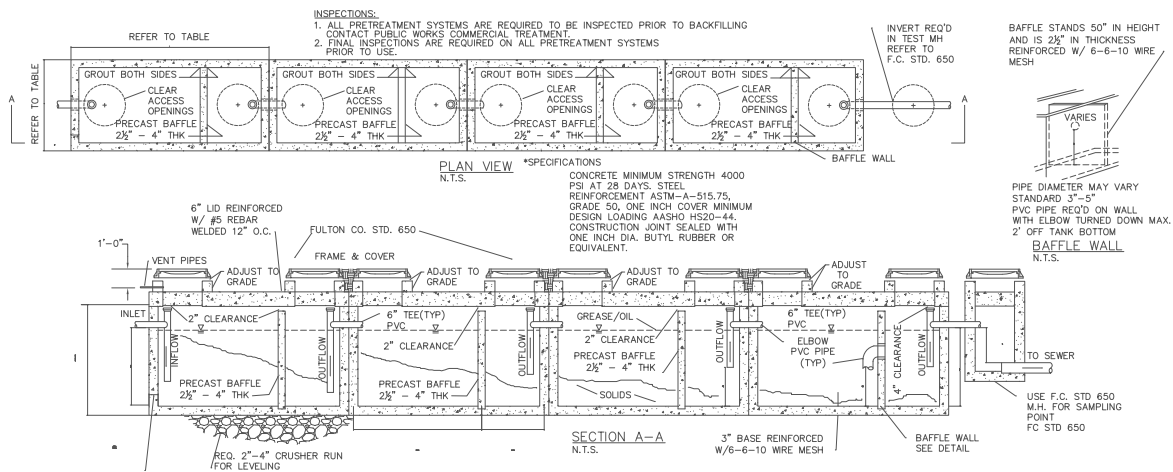 INSPECTIONS:
1. ALL PRETREATMENT SYSTEMS ARE REQUIRED TO BE INSPECTED PRIOR TO BACKFILLING
CONTACT PUBLIC WORKS COMMERCIAL TREATMENT.
2. FINAL INSPECTIONS ARE REQUIRED ON ALL PRETREATMENT SYSTEMS
PRIOR TO USE.
REFER TO TABLE
REFER TO TABLE
A
GROUT BOTH SIDES
CLEAR
ACCESS
OPENINGS
PRECAST BAFFLE
2½" - 4" THK
GROUT BOTH SIDES
CLEAR
ACCESS
OPENINGS
PRECAST BAFFLE
2½" - 4" THK
GROUT BOTH SIDES
CLEAR
ACCESS
OPENINGS
PRECAST BAFFLE
2½" - 4" THK
GROUT BOTH SIDES
CLEAR
ACCESS
OPENINGS
PRECAST BAFFLE
2½" - 4" THK
A
BAFFLE WALL
INVERT REQ'D
IN TEST MH
REFER TO
F.C. STD. 650
BAFFLE STANDS 50" IN HEIGHT
AND IS 2½" IN THICKNESS
REINFORCED W/ 6-6-10 WIRE
MESH
VARIES
PIPE DIAMETER MAY VARY
STANDARD 3"-5"
PVC PIPE REQ'D ON WALL
WITH ELBOW TURNED DOWN MAX.
2' OFF TANK BOTTOM
BAFFLE WALL
N.T.S.
PLAN VIEW
N.T.S.
*SPECIFICATIONS
CONCRETE MINIMUM STRENGTH 4000
PSI AT 28 DAYS. STEEL
REINFORCEMENT ASTM-A-515.75,
GRADE 50, ONE INCH COVER MINIMUM
DESIGN LOADING AASHO HS20-44.
CONSTRUCTION JOINT SEALED WITH
ONE INCH DIA. BUTYL RUBBER OR
EQUIVALENT.
6" LID REINFORCED
W/ #5 REBAR
WELDED 12" O.C.
FULTON CO. STD. 650
1'-0"
VENT PIPES
FRAME & COVER
ADJUST TO
GRADE
ADJUST TO
GRADE
ADJUST TO
GRADE
ADJUST
TO
GRADE
INLET
INFLOW
2" CLEARANCE
PRECAST BAFFLE
2½" - 4" THK
OUTFLOW
6" TEE(TYP)
PVC
2" CLEARANCE
PRECAST BAFFLE
2½" - 4" THK
OUTFLOW
GREASE/OIL
2" CLEARANCE
PRECAST BAFFLE
2½" - 4" THK
SOLIDS
OUTFLOW
6" TEE(TYP)
PVC
ELBOW
PVC PIPE
(TYP)
4" CLEARANCE
OUTFLOW
TO SEWER
USE F.C. STD 650
M.H. FOR SAMPLING
POINT
FC STD 650
REQ. 2"-4" CRUSHER RUN
FOR LEVELING
SECTION A-A
N.T.S.
3" BASE REINFORCED
W/6-6-10 WIRE MESH
BAFFLE WALL
SEE DETAIL